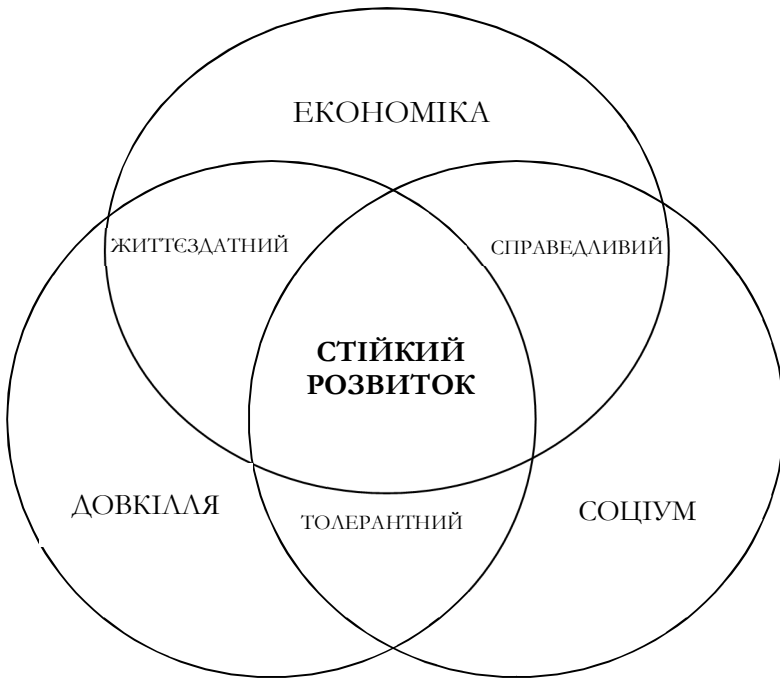 ЕКОНОМІКА
ЖИТТЄЗДАТНИЙ
СПРАВЕДЛИВИЙ
СТІЙКИЙ
РОЗВИТОК
ДОВКІЛЛЯ
ТОЛЕРАНТНИЙ
СОЦІУМ